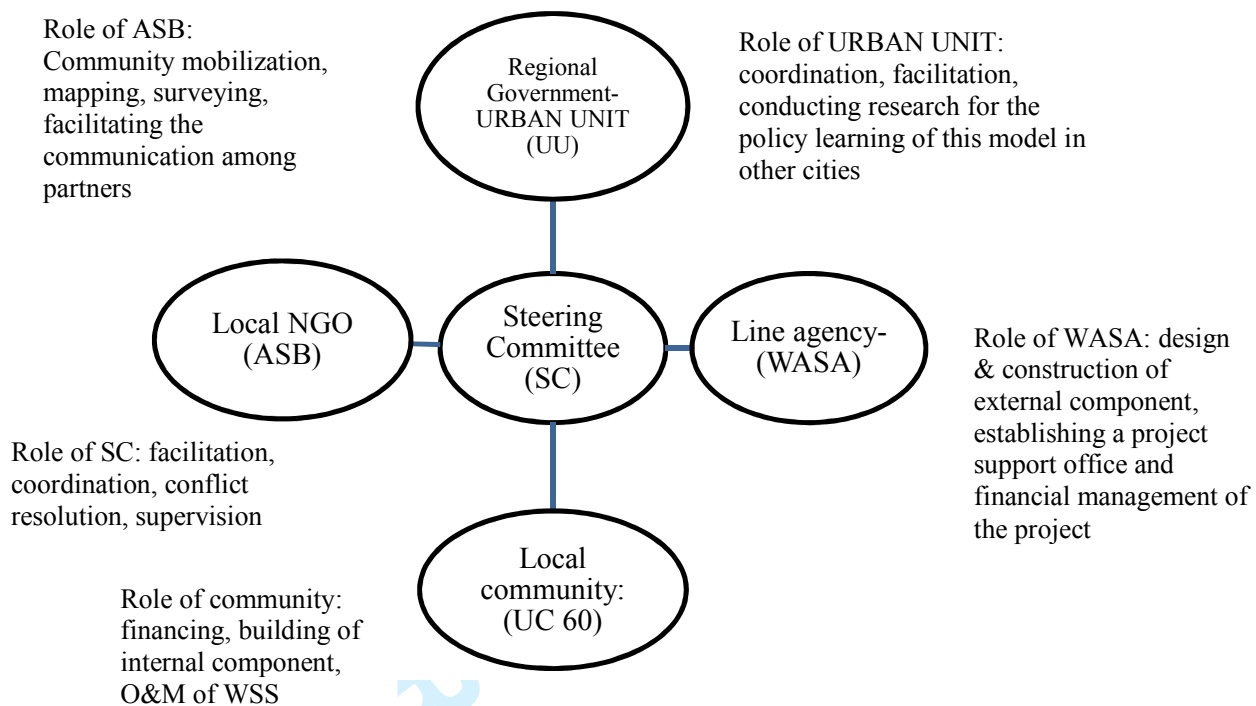 Role of ASB:
Community mobilization,
mapping, surveying,
facilitating the
communication among
partners
Regional
Government-
URBAN UNIT
(UU)
Role of URBAN UNIT:
coordination, facilitation,
conducting research for the
policy learning of this model in
other cities
Local NGO
(ASB)
Steering
Committee
(SC)
Line agency-
(WASA)
Role of WASA: design
& construction of
external component,
establishing a project
support office and
financial management of
the project
Role of SC: facilitation,
coordination, conflict
resolution, supervision
Local
community:
(UC 60)
Role of community:
financing, building of
internal component,
O&M of WSS